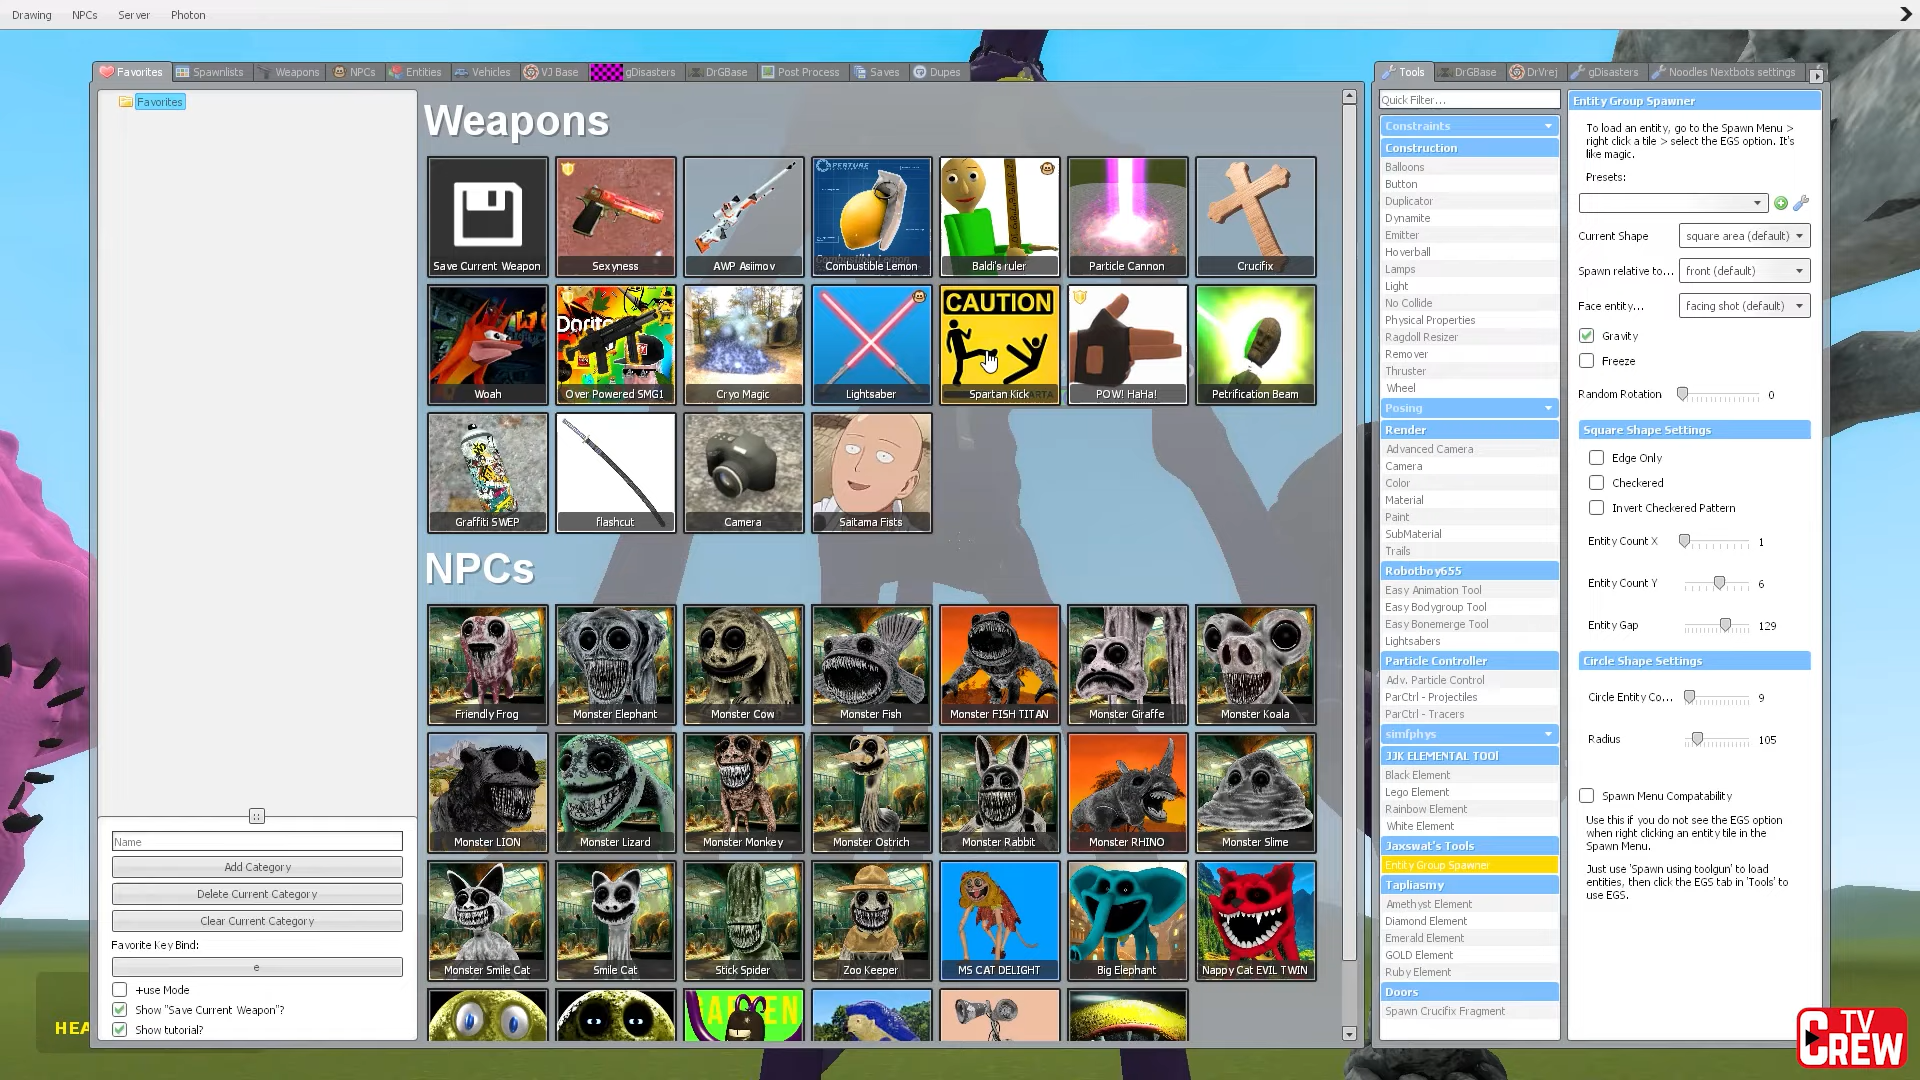 Drawing NPCs Server Photon
Favorites Spawnlists Weapons NPCs Entities Vehicles VJ Base gDisasters DrGBase Post Process Saves Dupes
Favorites
Name
Add Category
Delete Current Category
Clear Current Category
Favorite Key Bind:
e
+use Mode
Show "Save Current Weapon"?
Show tutorial?
HEA
Weapons
Save Current Weapon
Sexyness
AWP Asiimov
Combustible Lemon
Baldi's ruler
Particle Cannon
Crucifix
Woah
Doritos
Over Powered SMG1
Cryo Magic
Lightsaber
CAUTION
Spartan Kick
POW! HaHa!
Petrification Beam
Graffiti SWEP
flashcut
Camera
Saitama Fists
NPCs
Friendly Frog
Monster Elephant
Monster Cow
Monster Fish
Monster FISH TITAN
Monster Giraffe
Monster Koala
Monster LION
Monster Lizard
Monster Monkey
Monster Ostrich
Monster Rabbit
Monster RHINO
Monster Slime
Monster Smile Cat
Smile Cat
Stick Spider
Zoo Keeper
MS CAT DELIGHT
Big Elephant
Nappy Cat EVIL TWIN
Tools DrGBase DrVrej gDisasters Noodles Nextbots settings
Quick Filter...
Constraints
Construction
Balloons
Button
Duplicator
Dynamite
Emitter
Hoverball
Lamps
Light
No Collide
Physical Properties
Ragdoll Resizer
Remover
Thruster
Wheel
Posing
Render
Advanced Camera
Camera
Color
Material
Paint
SubMaterial
Trails
Robotboy655
Easy Animation Tool
Easy Bodygroup Tool
Easy Bonemerge Tool
Lightsabers
Particle Controller
Adv. Particle Control
ParCtrl - Projectiles
ParCtrl - Tracers
simfphys
JJK ELEMENTAL TOOl
Black Element
Lego Element
Rainbow Element
White Element
Jaxswat's Tools
Entity Group Spawner
Tapliasmy
Amethyst Element
Diamond Element
Emerald Element
GOLD Element
Ruby Element
Doors
Spawn Crucifix Fragment
Entity Group Spawner
To load an entity, go to the Spawn Menu >
right click a tile > select the EGS option. It's
like magic.
Presets:
Current Shape square area (default)
Spawn relative to... front (default)
Face entity... facing shot (default)
Gravity
Freeze
Random Rotation 0
Square Shape Settings
Edge Only
Checkered
Invert Checkered Pattern
Entity Count X 1
Entity Count Y 6
Entity Gap 129
Circle Shape Settings
Circle Entity Co... 9
Radius 105
Spawn Menu Compatability
Use this if you do not see the EGS option
when right clicking an entity tile in the
Spawn Menu.
Just use 'Spawn using toolgun' to load
entities, then click the EGS tab in 'Tools' to
use EGS.
TV
CREW